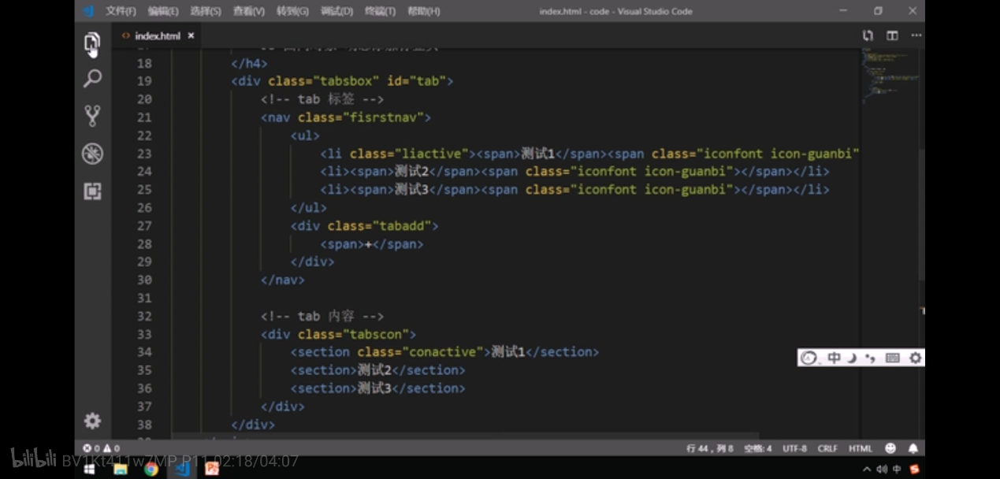 文件(F) 编辑(E) 选择(S) 查看(V) 转到(G) 调试(D) 终端(T) 帮助(H) index.html - code - Visual Studio Code
index.html ×
18 </h4>
19 <div class="tabsbox" id="tab">
20 <!-- tab 标签 -->
21 <nav class="fisrstnav">
22 <ul>
23 <li class="liactive"><span>测试1</span><span class="iconfont icon-guanbi"
24 <li><span>测试2</span><span class="iconfont icon-guanbi"></span></li>
25 <li><span>测试3</span><span class="iconfont icon-guanbi"></span></li>
26 </ul>
27 <div class="tabadd">
28 <span>+</span>
29 </div>
30 </nav>
31
32 <!-- tab 内容 -->
33 <div class="tabscon">
34 <section class="conactive">测试1</section>
35 <section>测试2</section>
36 <section>测试3</section>
37 </div>
38 </div>
中
0 0 行 44，列 8 空格: 4 UTF-8 CRLF HTML
bilibili BV1Kt411w7MP P11 02:18/04:07
中